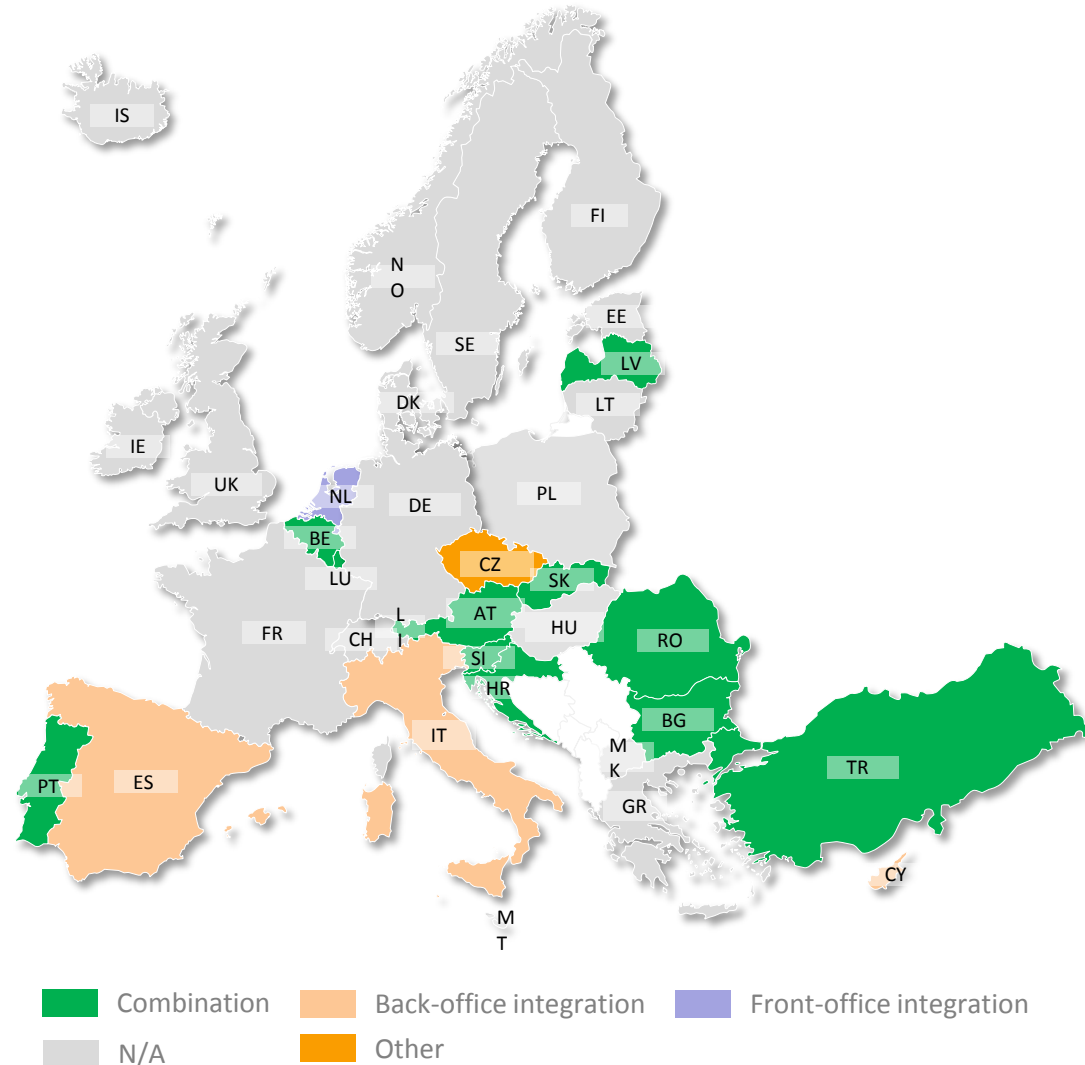 IS
FI
N
O
EE
SE
LV
DK
LT
IE
UK
NL
DE
PL
BE
CZ
LU
SK
L
I
AT
FR
CH
HU
RO
SI
HR
BG
IT
M
K
TR
PT
ES
GR
CY
M
T
Combination
Back-office integration
Front-office integration
N/A
Other